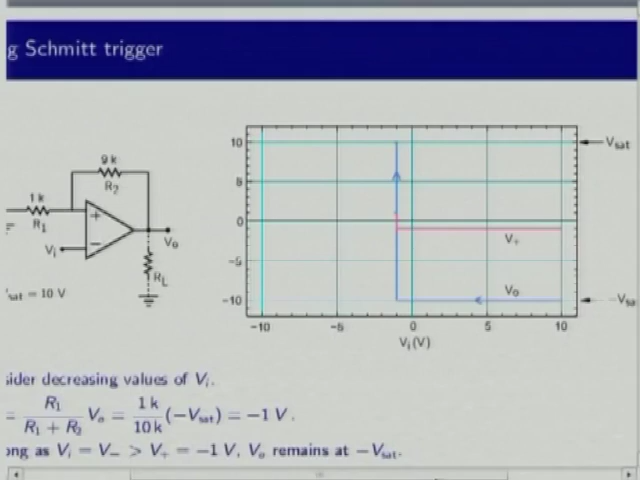 g Schmitt trigger
9 k
R2
1 k
R1
+
−
Vi
Vo
RL
sat = 10 V
10
5
0
−5
−10
Vsat
V+
Vo
−Vsa
−10
−5
0
5
10
Vi (V)
sider decreasing values of Vi.
= R1 / (R1 + R2) Vo = 1 k / 10 k (−Vsat) = −1 V .
ong as Vi = V− > V+ = −1 V, Vo remains at −Vsat.